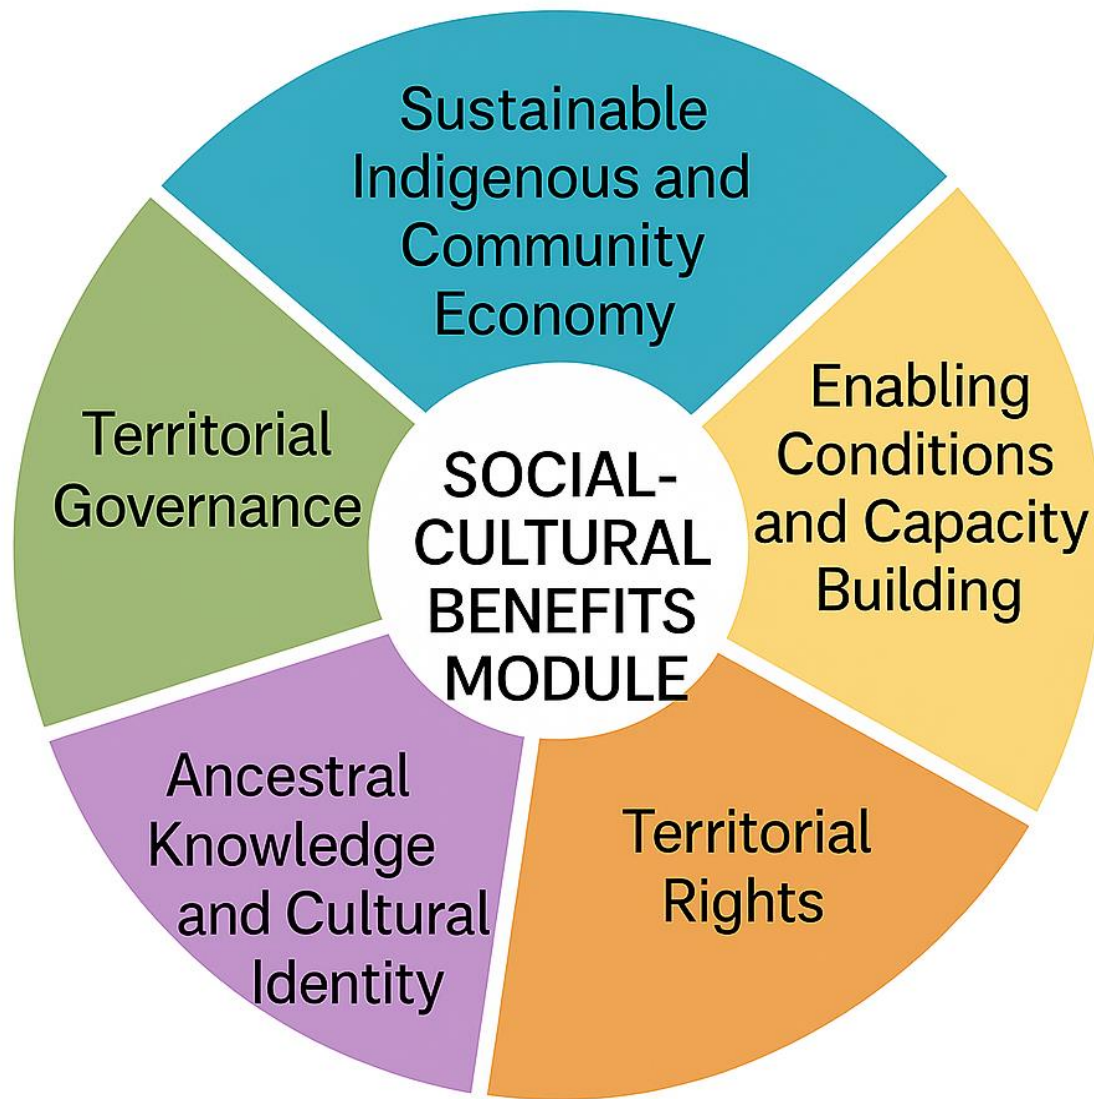 Sustainable
Indigenous and
Community
Economy
Enabling
Conditions
and Capacity
Building
Territorial
Governance
SOCIAL-
CULTURAL
BENEFITS
MODULE
Ancestral
Knowledge
and Cultural
Identity
Territorial
Rights